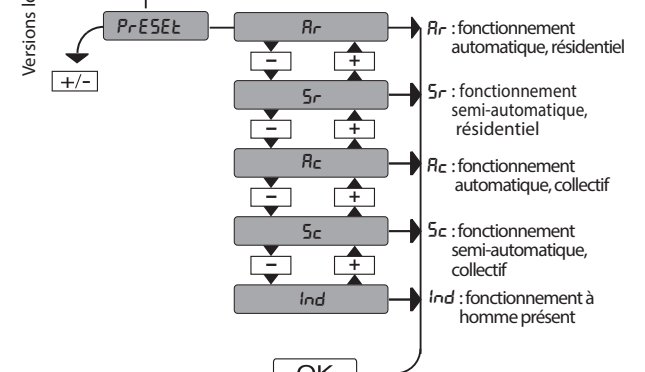 Versions l
PrESEt
+/-
Ar
- +
Sr
- +
Ac
- +
Sc
- +
Ind
OK
Ar : fonctionnement
automatique, résidentiel
Sr : fonctionnement
semi-automatique,
résidentiel
Ac : fonctionnement
automatique, collectif
Sc : fonctionnement
semi-automatique,
collectif
Ind : fonctionnement à
homme présent